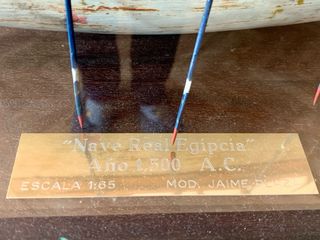 "Nave Real Egipcia"
Año 1.500 A.C.
ESCALA 1:65 MOD. JAIME